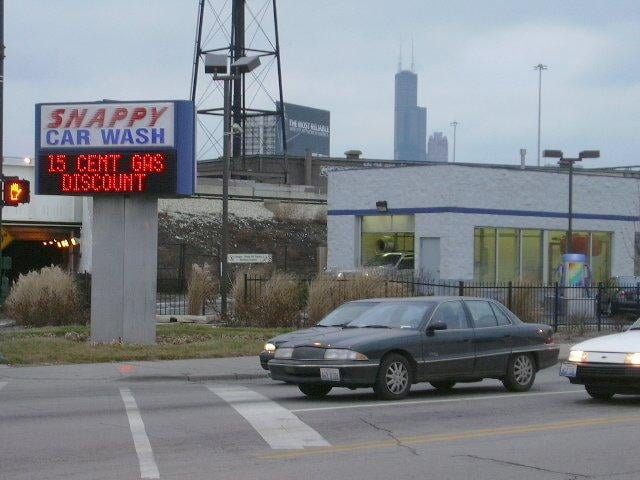 SNAPPY
CAR WASH
15 CENT GAS
DISCOUNT
THE MOST RELIABLE